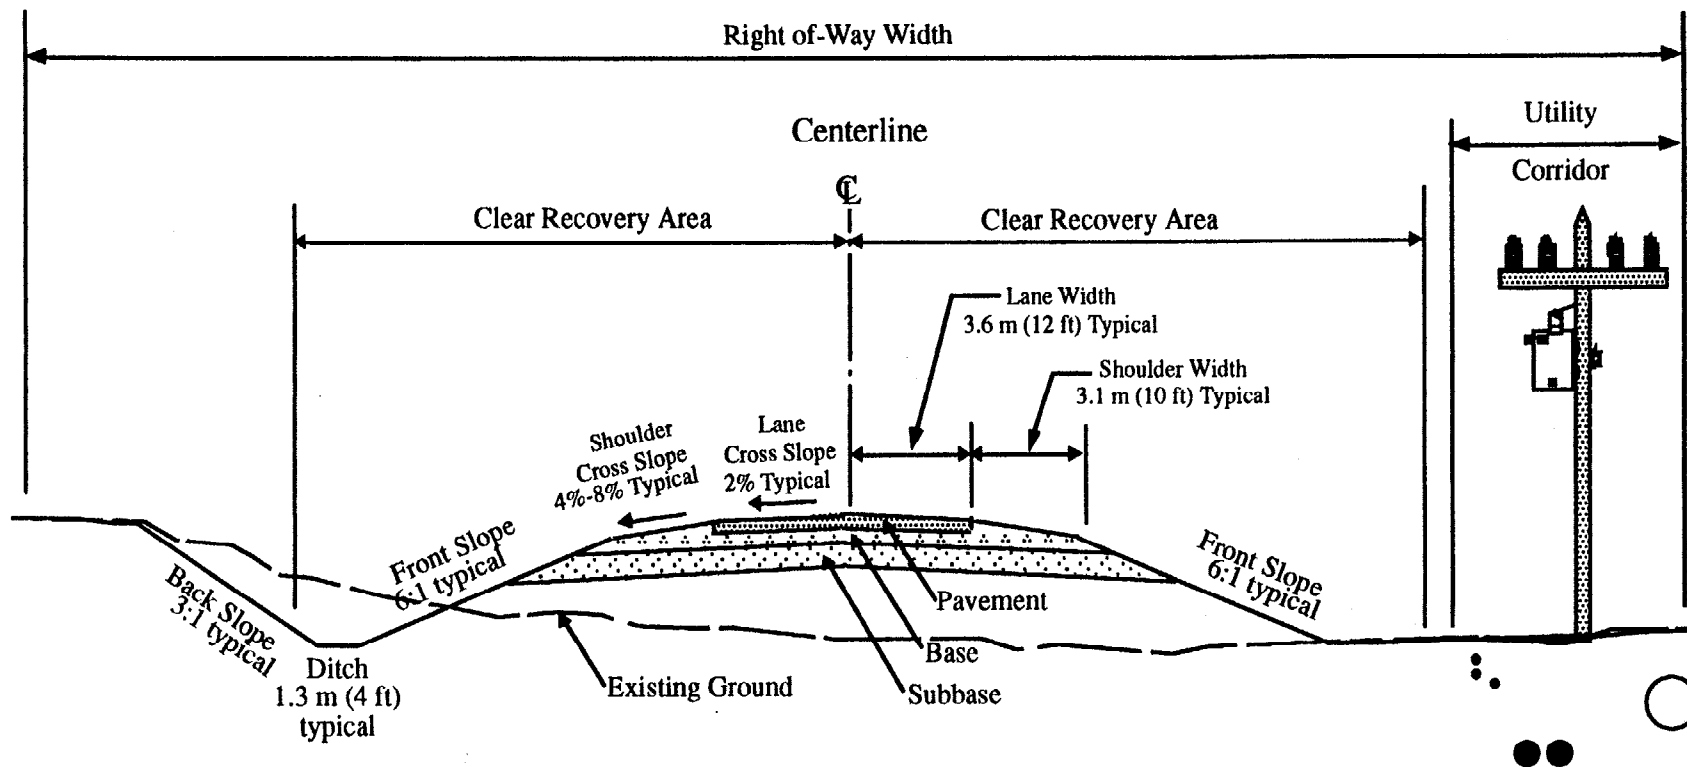 Right of-Way Width
Utility
Corridor
Centerline
CL
Clear Recovery Area
Clear Recovery Area
Lane Width
3.6 m (12 ft) Typical
Shoulder Width
3.1 m (10 ft) Typical
Shoulder
Cross Slope
4%-8% Typical
Lane
Cross Slope
2% Typical
Front Slope
6:1 typical
Front Slope
6:1 typical
Back Slope
3:1 typical
Pavement
Base
Subbase
Existing Ground
Ditch
1.3 m (4 ft)
typical